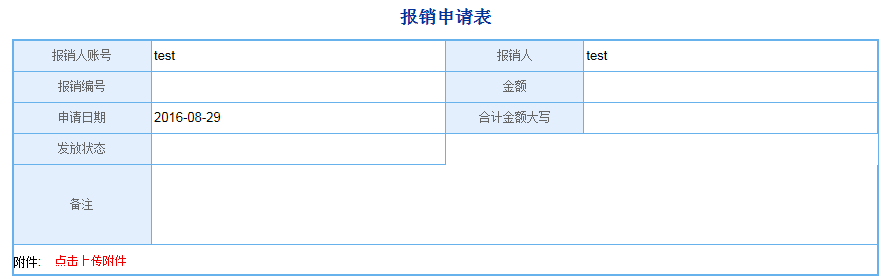 报销申请表
报销人账号 test 报销人 test
报销编号 金额
申请日期 2016-08-29 合计金额大写
发放状态
备注
附件: 点击上传附件